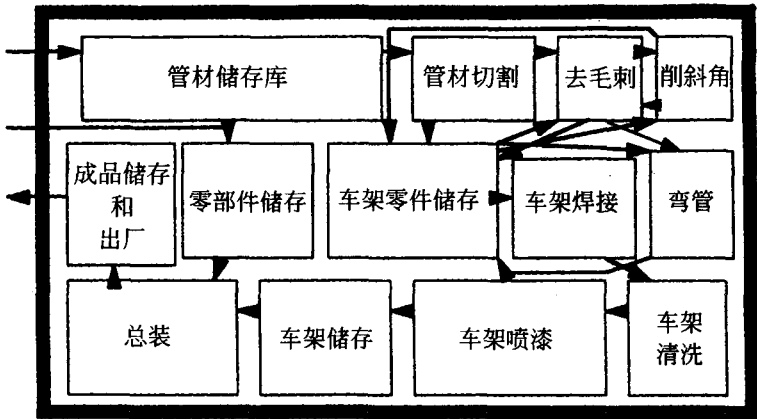 管材储存库
管材切割
去毛刺
削斜角
成品储存
和
出厂
零部件储存
车架零件储存
车架焊接
弯管
总装
车架储存
车架喷漆
车架
清洗